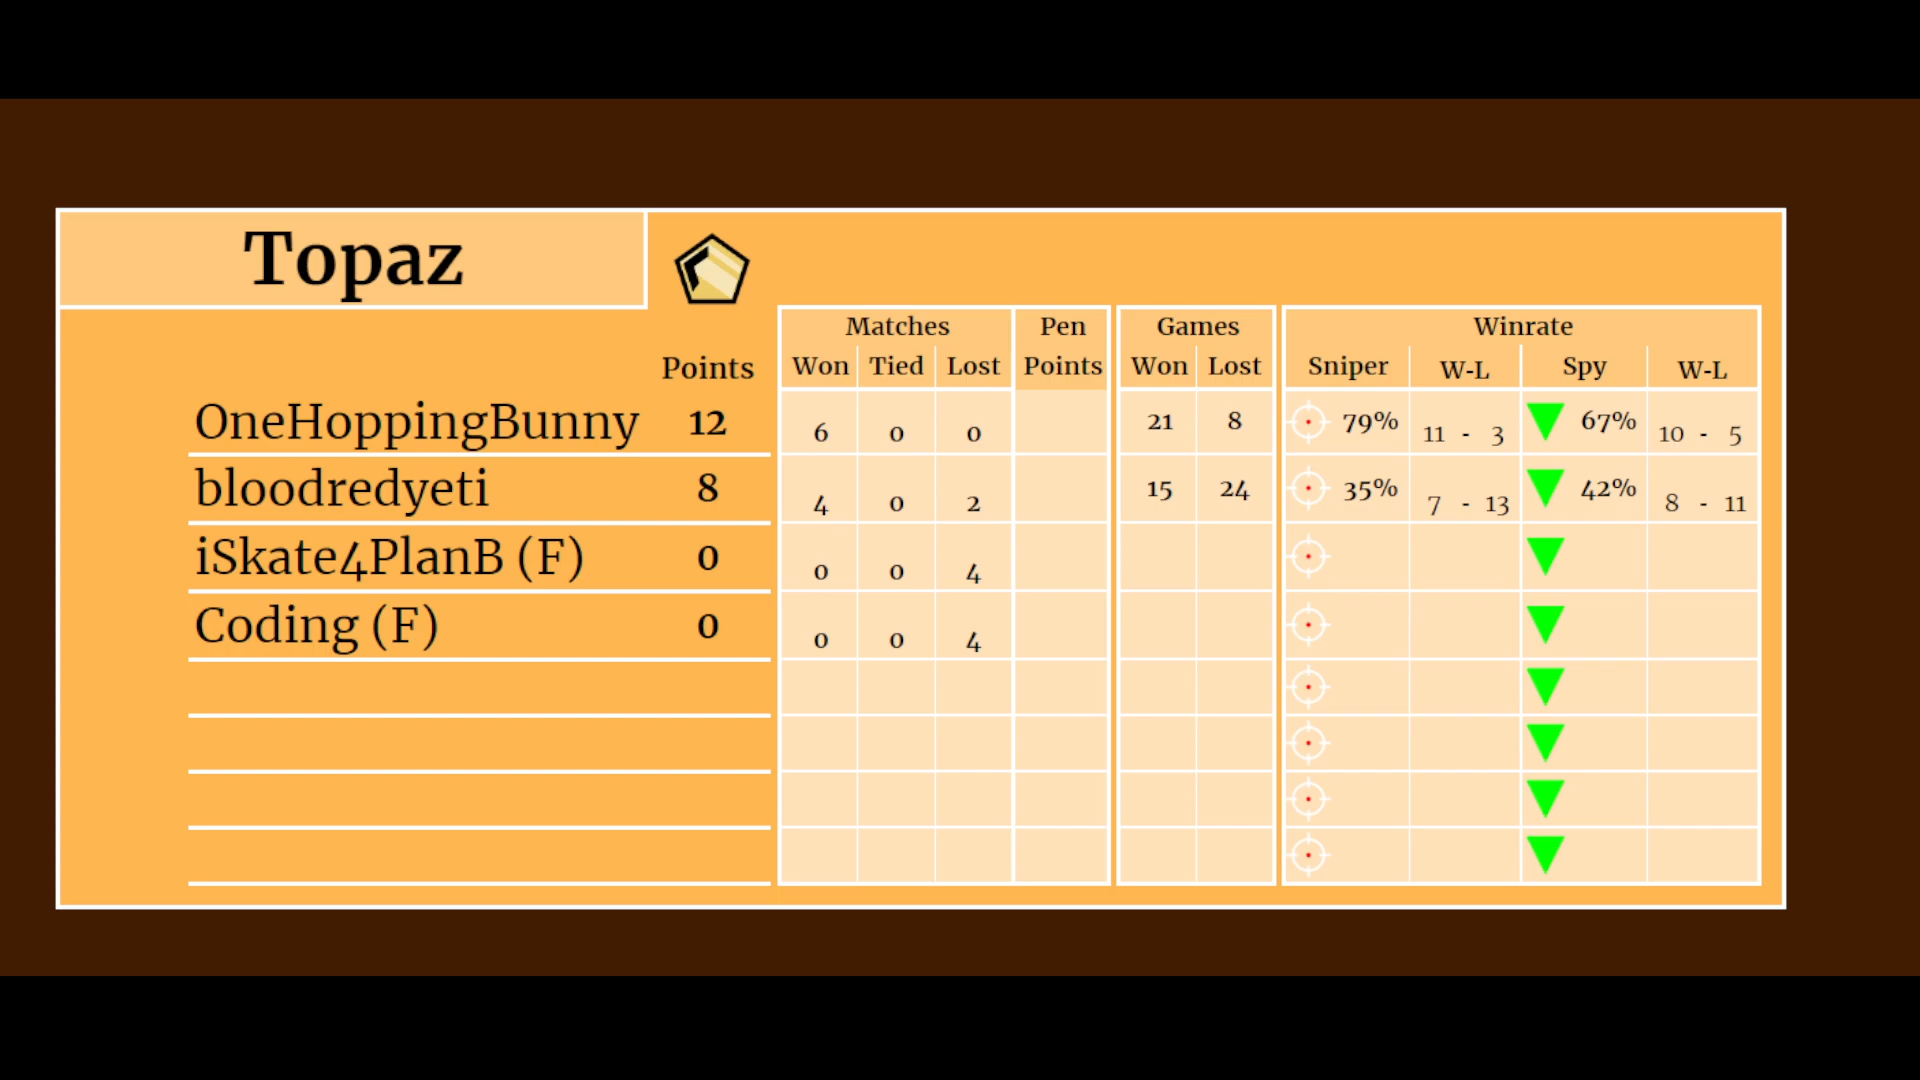 Topaz
Matches Pen Games Winrate
Points Won Tied Lost Points Won Lost Sniper W-L Spy W-L
OneHoppingBunny 12 6 0 0 21 8 79% 11 - 3 67% 10 - 5
bloodredyeti 8 4 0 2 15 24 35% 7 - 13 42% 8 - 11
iSkate4PlanB (F) 0 0 0 4
Coding (F) 0 0 0 4